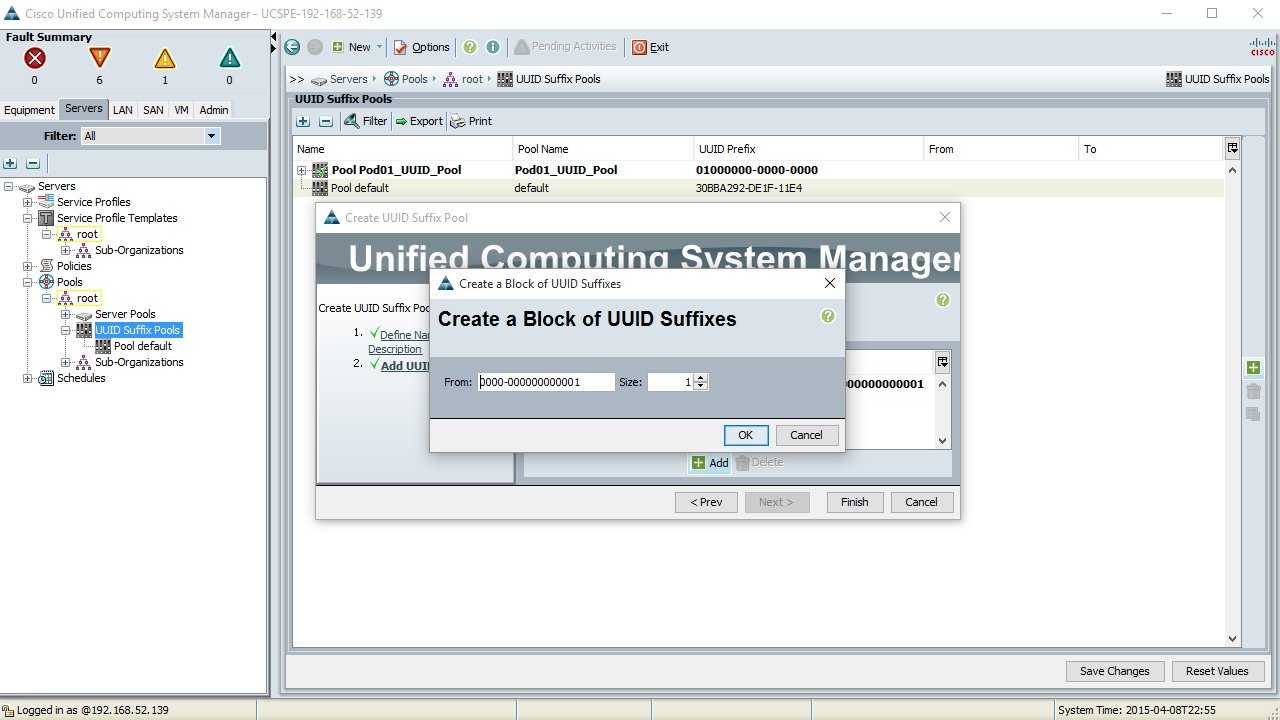 Cisco Unified Computing System Manager - UCSPE-192-168-52-139
Fault Summary
0 6 1 0
Equipment Servers LAN SAN VM Admin
Filter: All
Servers
Service Profiles
Service Profile Templates
root
Sub-Organizations
Policies
Pools
root
Server Pools
UUID Suffix Pools
Pool default
Sub-Organizations
Schedules
New Options Pending Activities Exit
CISCO
>> Servers Pools root UUID Suffix Pools UUID Suffix Pools
UUID Suffix Pools
Filter Export Print
Name Pool Name UUID Prefix From To
Pool Pod01_UUID_Pool Pod01_UUID_Pool 01000000-0000-0000
Pool default default 30BBA292-DE1F-11E4
Create UUID Suffix Pool
Unified Computing System Manager
Create UUID Suffix Poo
1. Define Nam
Description
2. Add UUI
000000000001
Create a Block of UUID Suffixes
Create a Block of UUID Suffixes
From: 0000-000000000001 Size: 1
OK Cancel
Add Delete
< Prev Next > Finish Cancel
Save Changes Reset Values
Logged in as @192.168.52.139
System Time: 2015-04-08T22:55